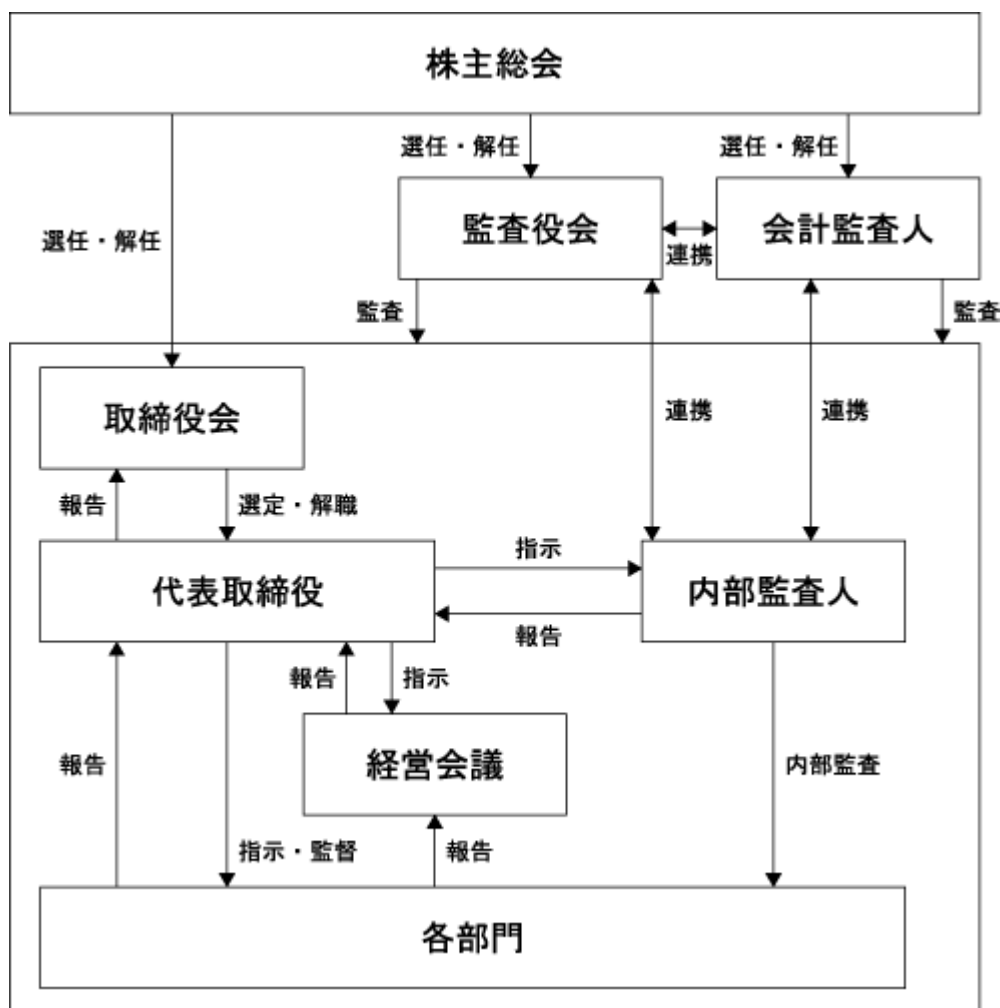 株主総会
選任・解任
選任・解任
選任・解任
監査役会
連携
会計監査人
監査
監査
取締役会
連携
連携
報告
選定・解職
代表取締役
指示
報告
内部監査人
報告
指示
経営会議
報告
内部監査
指示・監督
報告
各部門